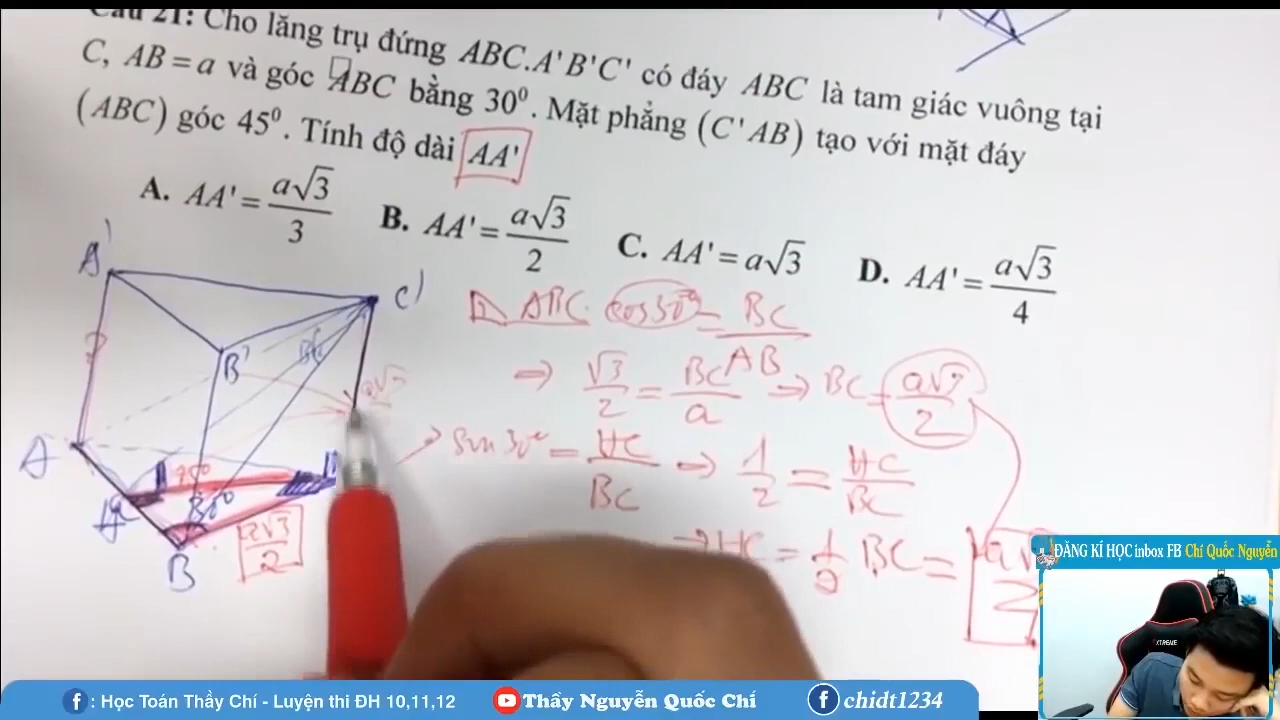 Câu 21: Cho lăng trụ đứng ABC.A'B'C' có đáy ABC là tam giác vuông tại
C, AB = a và góc ABC bằng 30⁰. Mặt phẳng (C'AB) tạo với mặt đáy
(ABC) góc 45⁰. Tính độ dài AA'
A. AA' = a√3/3 B. AA' = a√3/2 C. AA' = a√3 D. AA' = a√3/4
A' C'
B'
A
B
a√3/2
ABC. cos30⁰ = BC/AB
⇒ √3/2 = BC/a → BC = a√3/2
Sin 30⁰ = HC/BC → 1/2 = HC/BC
→ HC = 1/2 BC =
ĐĂNG KÍ HỌC inbox FB Chí Quốc Nguyễn
EXTREME
f : Học Toán Thầy Chí - Luyện thi ĐH 10,11,12 Thầy Nguyễn Quốc Chí f chidt1234